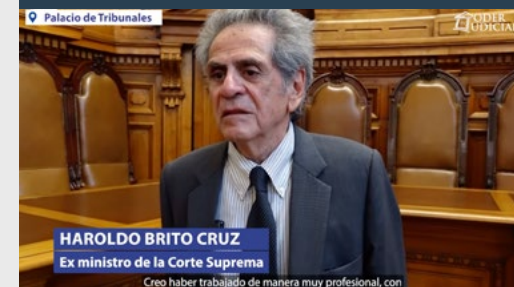 Palacio de Tribunales
PODER
JUDICIAL
HAROLDO BRITO CRUZ
Ex ministro de la Corte Suprema
Creo haber trabajado de manera muy profesional, con